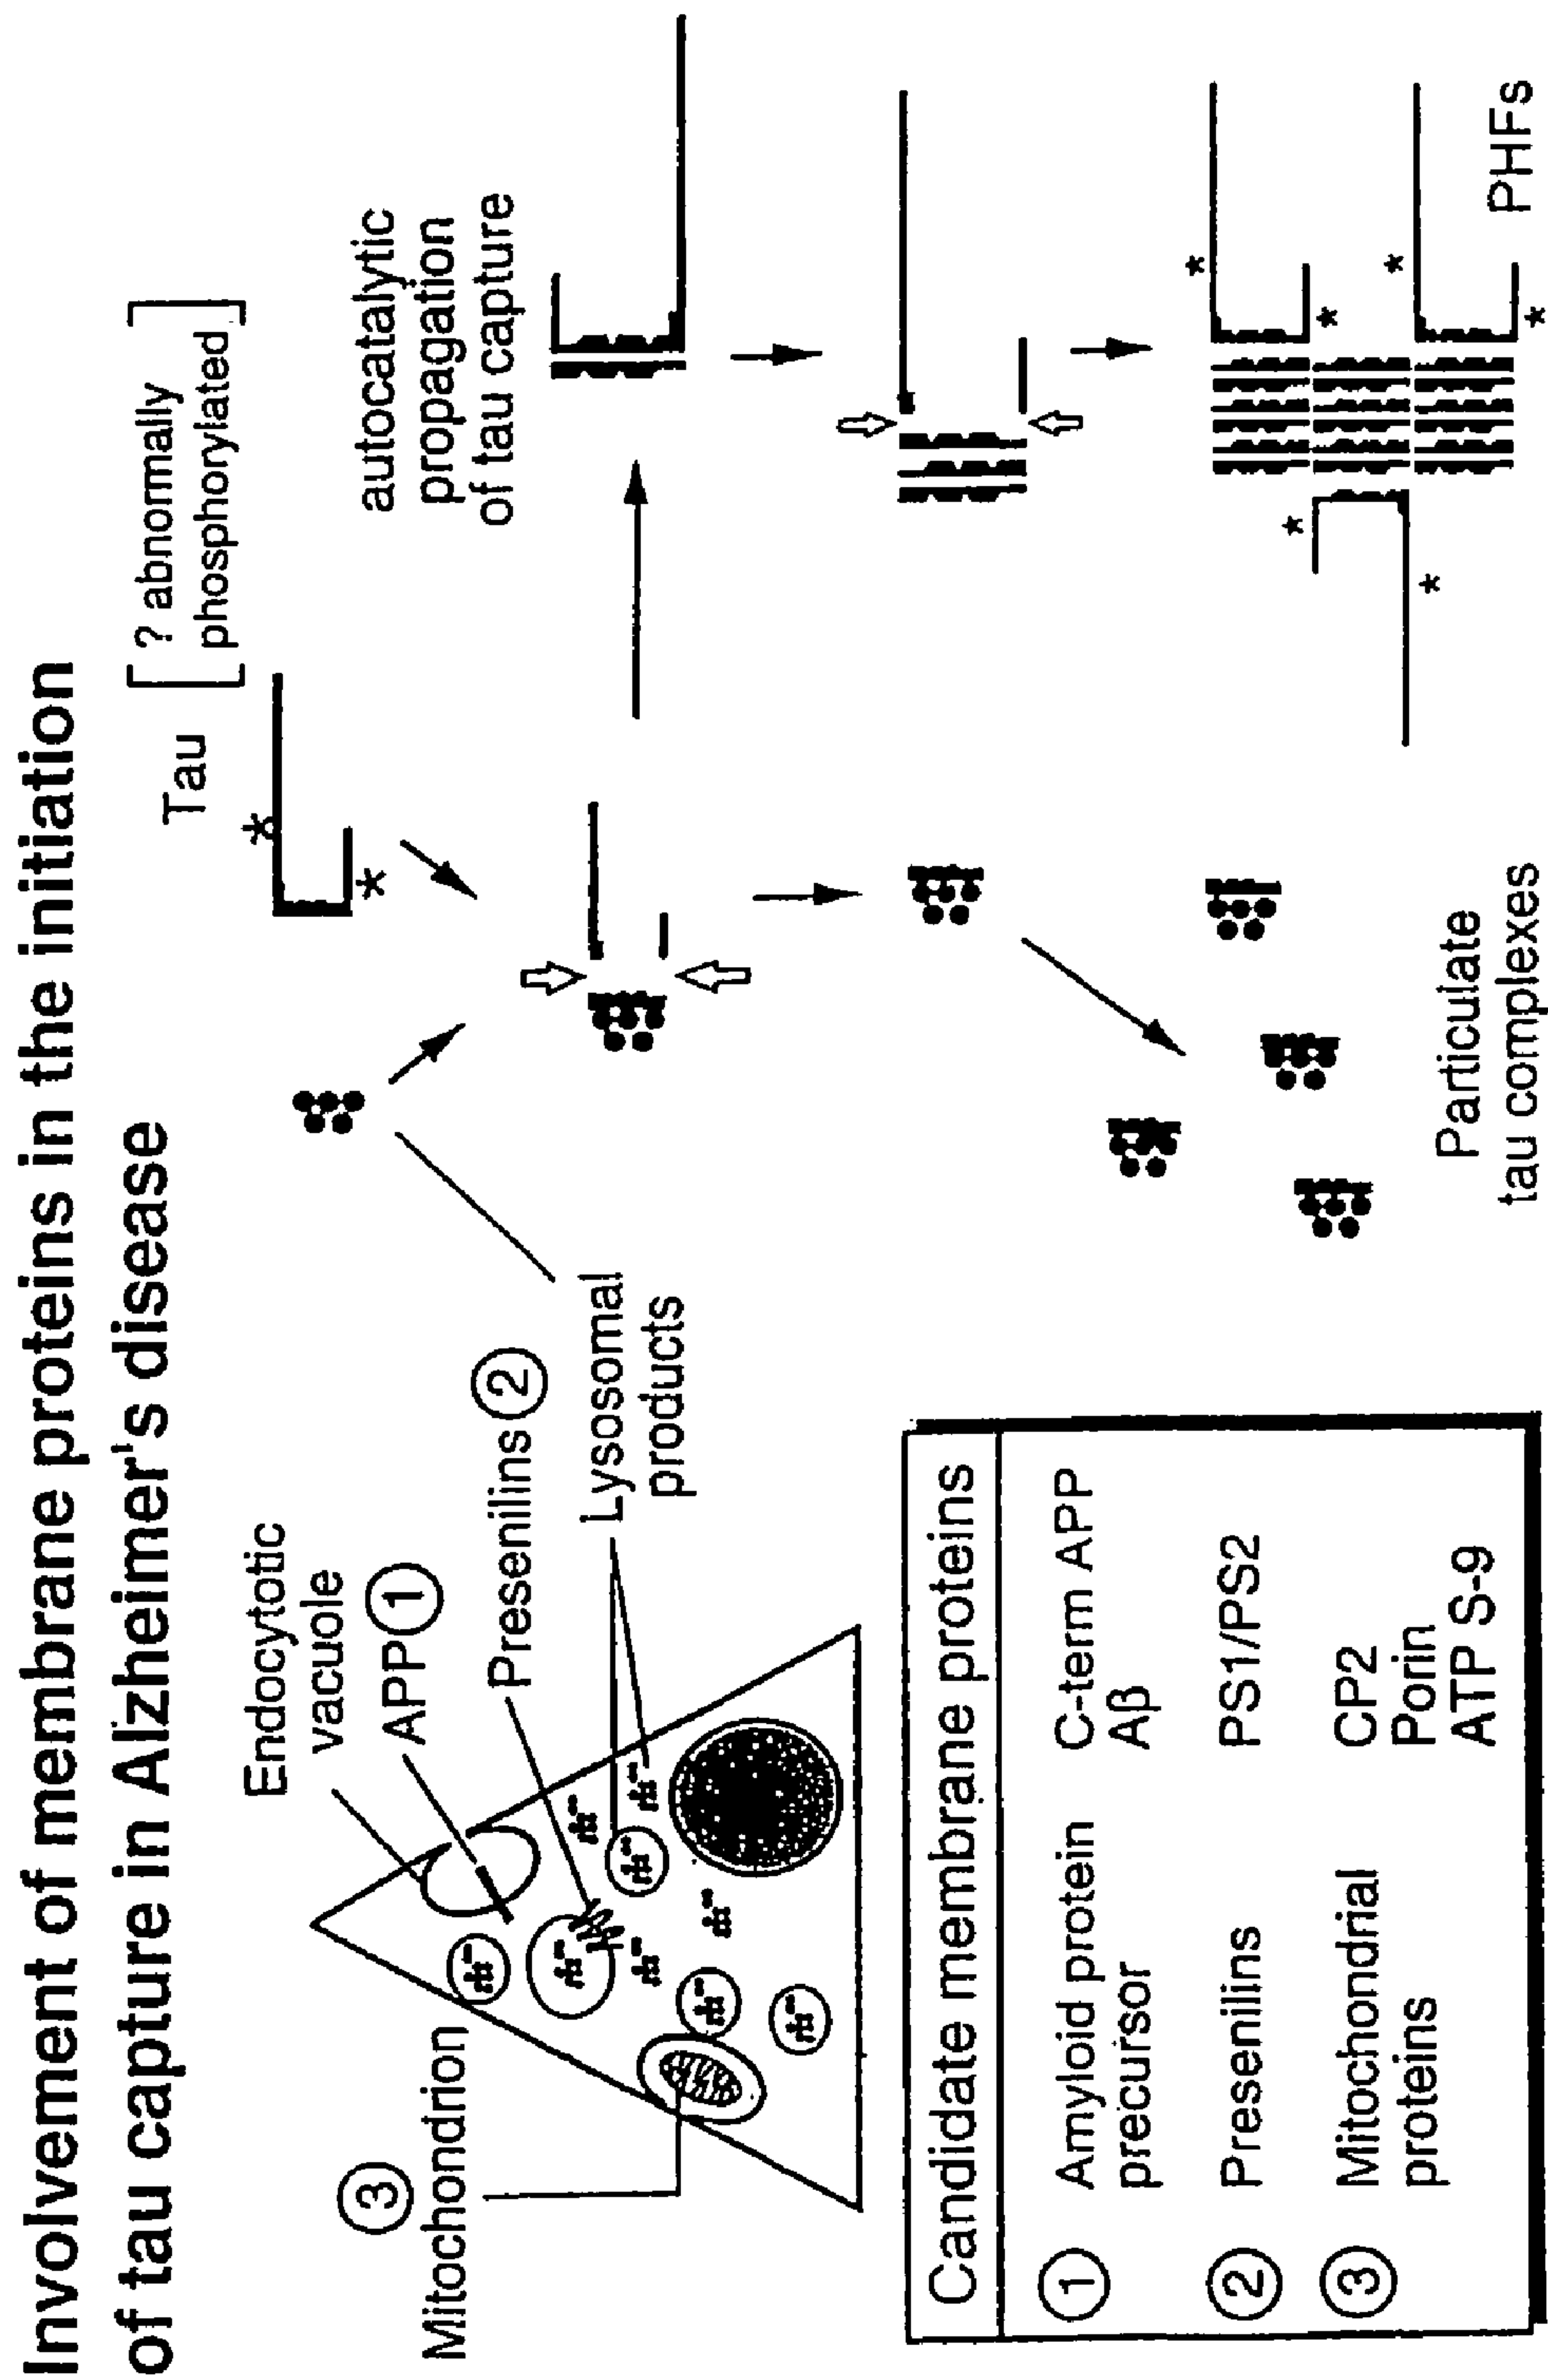 Involvement of membrane proteins in the initiation
of tau capture in Alzheimer's disease
Endocytotic
vacuole
APP 1
Presenilins 2
Lysosomal
products
3
Mitochondrion
Tau
[? abnormally
phosphorylated]
*
*
autocatalytic
propagation
of tau capture
*
*
*
*
*
*
PHFs
Particulate
tau complexes
Candidate membrane proteins
1 Amyloid protein C-term APP
precursor Aβ
2 Presenilins PS1/PS2
3 Mitochondrial CP2
proteins Porin
ATP S-9